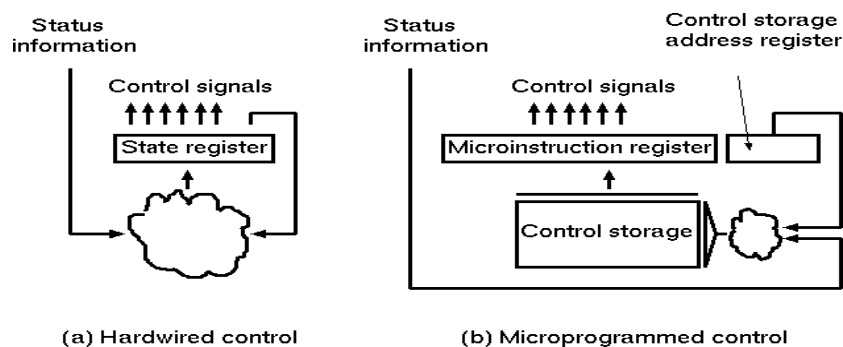 Status
information
Control signals
State register
(a) Hardwired control
Status
information
Control storage
address register
Control signals
Microinstruction register
Control storage
(b) Microprogrammed control